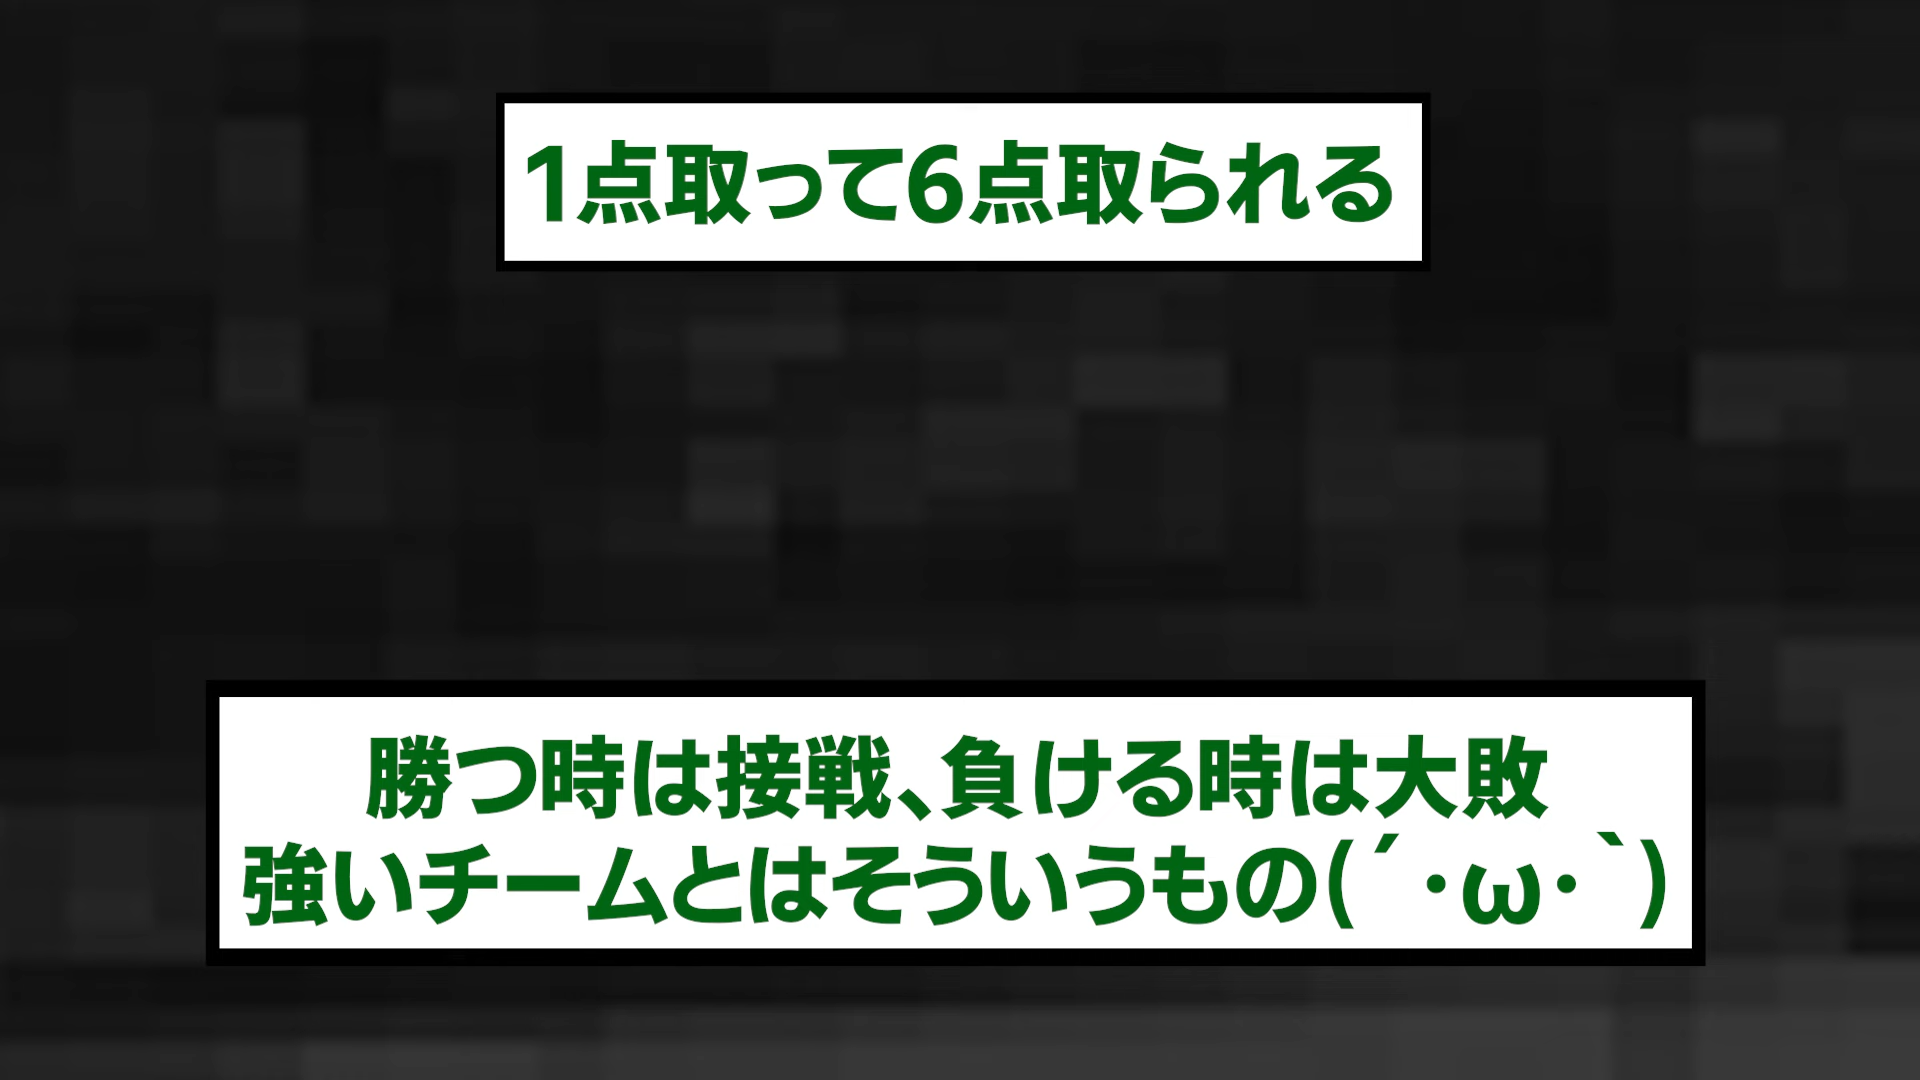 1点取って6点取られる
勝つ時は接戦、負ける時は大敗
強いチームとはそういうもの(´・ω・｀)